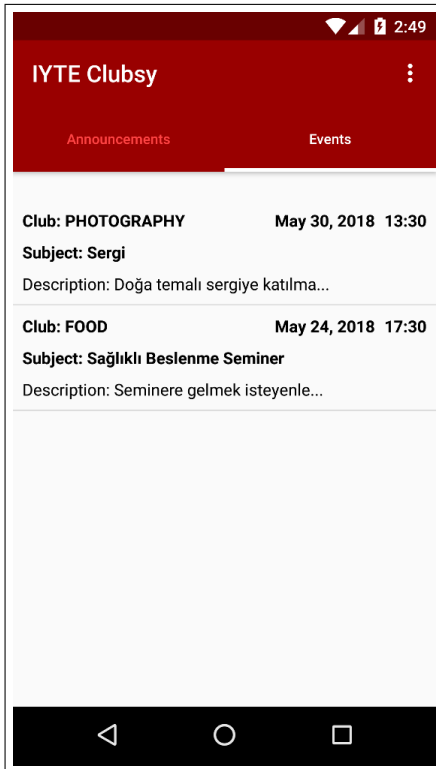 2:49
IYTE Clubsy
Announcements Events
Club: PHOTOGRAPHY May 30, 2018 13:30
Subject: Sergi
Description: Doğa temalı sergiye katılma...
Club: FOOD May 24, 2018 17:30
Subject: Sağlıklı Beslenme Seminer
Description: Seminere gelmek isteyenle...